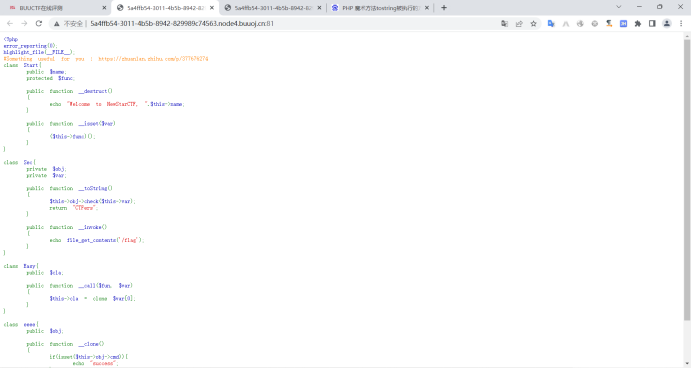 BUUCTF在线评测
5a4ffb54-3011-4b5b-8942-82
5a4ffb54-3011-4b5b-8942-82
PHP 魔术方法tostring被执行的
不安全 | 5a4ffb54-3011-4b5b-8942-829989c74563.node4.buuoj.cn:81
<?php
error_reporting(0);
highlight_file(__FILE__);
#Something useful for you : https://zhuanlan.zhihu.com/p/377676274
class Start{
public $name;
protected $func;
public function __destruct()
{
echo "Welcome to NewStarCTF, ".$this->name;
}
public function __isset($var)
{
($this->func)();
}
}
class Sec{
private $obj;
private $var;
public function __toString()
{
$this->obj->check($this->var);
return "CTFers";
}
public function __invoke()
{
echo file_get_contents('/flag');
}
}
class Easy{
public $cla;
public function __call($fun, $var)
{
$this->cla = clone $var[0];
}
}
class eeee{
public $obj;
public function __clone()
{
if(isset($this->obj->cmd)){
echo "success";